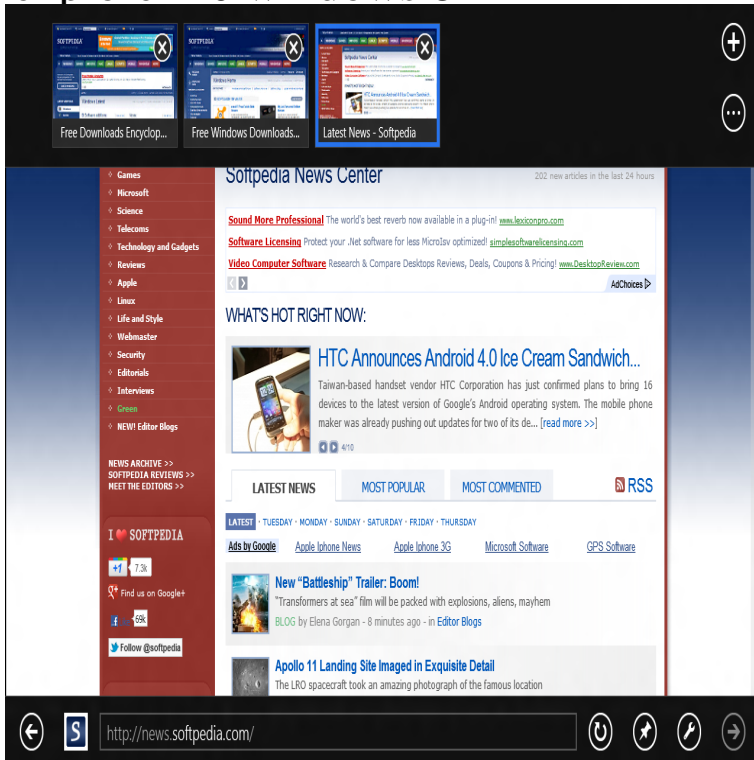 SOFTPEDIA
Free Downloads Encyclop...
Free Windows Downloads...
Latest News - Softpedia
Games
Microsoft
Science
Telecoms
Technology and Gadgets
Reviews
Apple
Linux
Life and Style
Webmaster
Security
Editorials
Interviews
Green
NEW! Editor Blogs
NEWS ARCHIVE >>
SOFTPEDIA REVIEWS >>
MEET THE EDITORS >>
I SOFTPEDIA
+1 7.3k
Find us on Google+
69k
Follow @softpedia
Softpedia News Center
202 new articles in the last 24 hours
Sound More Professional The world's best reverb now available in a plug-in! www.lexiconpro.com
Software Licensing Protect your .Net software for less MicroIsv optimized! simplesoftwarelicensing.com
Video Computer Software Research & Compare Desktops Reviews, Deals, Coupons & Pricing! www.DesktopReview.com
AdChoices
WHAT'S HOT RIGHT NOW:
HTC Announces Android 4.0 Ice Cream Sandwich...
Taiwan-based handset vendor HTC Corporation has just confirmed plans to bring 16
devices to the latest version of Google's Android operating system. The mobile phone
maker was already pushing out updates for two of its de... [read more >>]
4/10
LATEST NEWS MOST POPULAR MOST COMMENTED RSS
LATEST · TUESDAY · MONDAY · SUNDAY · SATURDAY · FRIDAY · THURSDAY
Ads by Google Apple Iphone News Apple Iphone 3G Microsoft Software GPS Software
New “Battleship” Trailer: Boom!
“Transformers at sea” film will be packed with explosions, aliens, mayhem
BLOG by Elena Gorgan - 8 minutes ago - in Editor Blogs
Apollo 11 Landing Site Imaged in Exquisite Detail
The LRO spacecraft took an amazing photograph of the famous location
S http://news.softpedia.com/